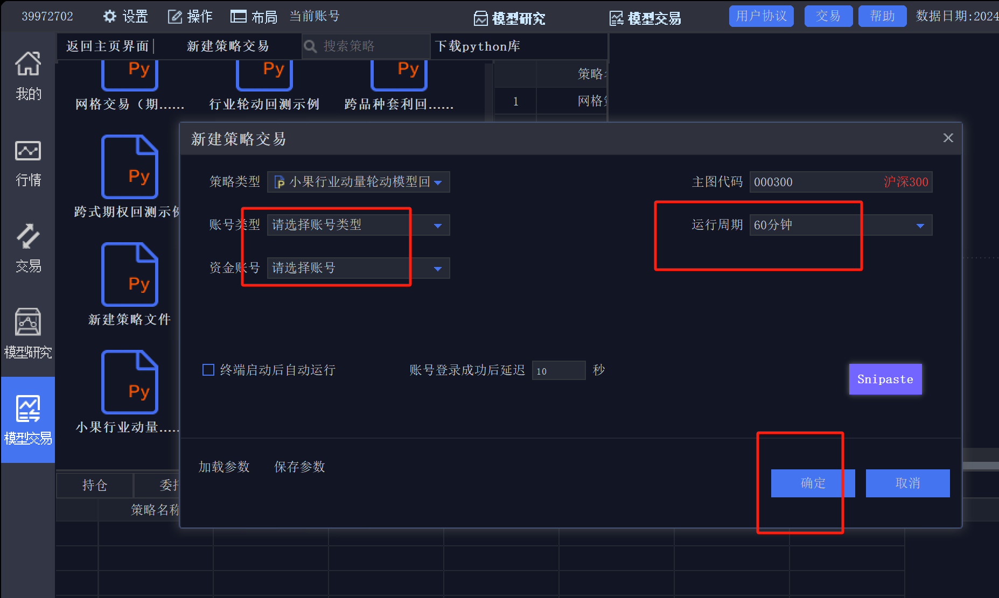 39972702 设置 操作 布局 当前账号 模型研究 模型交易 用户协议 交易 帮助 数据日期:2024
返回主页界面 新建策略交易 搜索策略 下载python库
我的
行情
交易
模型研究
模型交易
Py Py Py
网格交易（期...... 行业轮动回测示例 跨品种套利回......
策略
1 网格
Py
跨式期权回测示例
Py
新建策略文件
Py
小果行业动量......
新建策略交易
策略类型 小果行业动量轮动模型回 主图代码 000300 沪深300
账号类型 请选择账号类型 运行周期 60分钟
资金账号 请选择账号
终端启动后自动运行 账号登录成功后延迟 10 秒
Snipaste
加载参数 保存参数
确定 取消
持仓 委托
策略名称